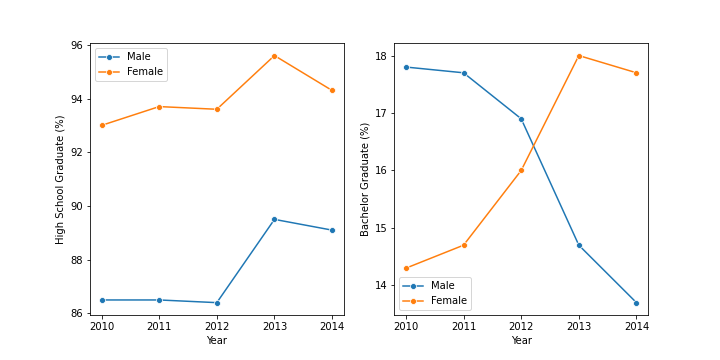 High School Graduate (%)
96
94
92
90
88
86
Male
Female
2010 2011 2012 2013 2014
Year
Bachelor Graduate (%)
18
17
16
15
14
Male
Female
2010 2011 2012 2013 2014
Year